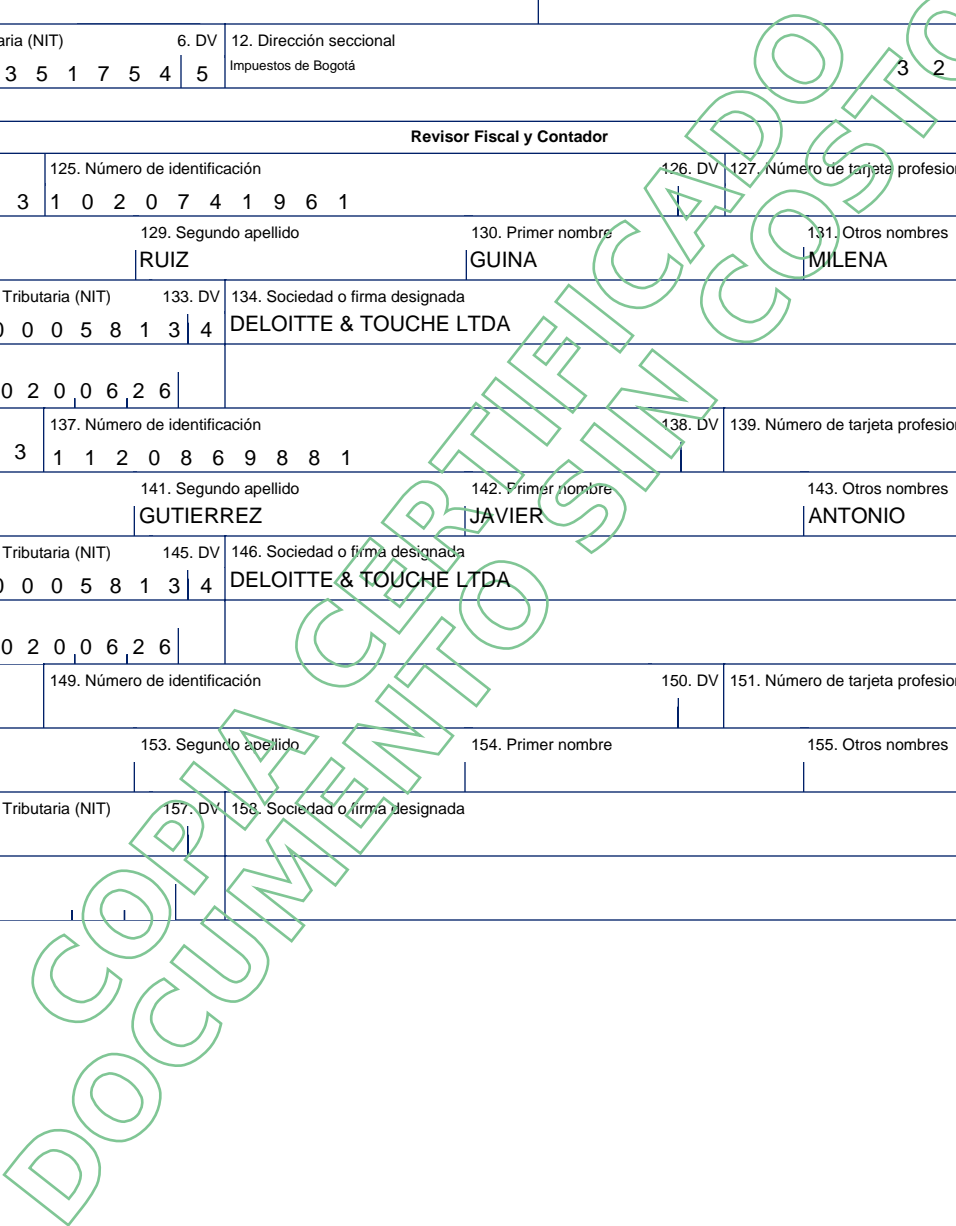 aria (NIT) 6. DV 12. Dirección seccional
3 5 1 7 5 4 5 Impuestos de Bogotá 3 2
Revisor Fiscal y Contador
125. Número de identificación 126. DV 127. Número de tarjeta profesion
3 1 0 2 0 7 4 1 9 6 1
129. Segundo apellido 130. Primer nombre 131. Otros nombres
RUIZ GUINA MILENA
Tributaria (NIT) 133. DV 134. Sociedad o firma designada
0 0 0 5 8 1 3 4 DELOITTE & TOUCHE LTDA
0 2 0 0 6 2 6
137. Número de identificación 138. DV 139. Número de tarjeta profesion
3 1 1 2 0 8 6 9 8 8 1
141. Segundo apellido 142. Primer nombre 143. Otros nombres
GUTIERREZ JAVIER ANTONIO
Tributaria (NIT) 145. DV 146. Sociedad o firma designada
0 0 0 5 8 1 3 4 DELOITTE & TOUCHE LTDA
0 2 0 0 6 2 6
149. Número de identificación 150. DV 151. Número de tarjeta profesion
153. Segundo apellido 154. Primer nombre 155. Otros nombres
Tributaria (NIT) 157. DV 158. Sociedad o firma designada
COPIA CERTIFICADO
DOCUMENTO SIN COSTO